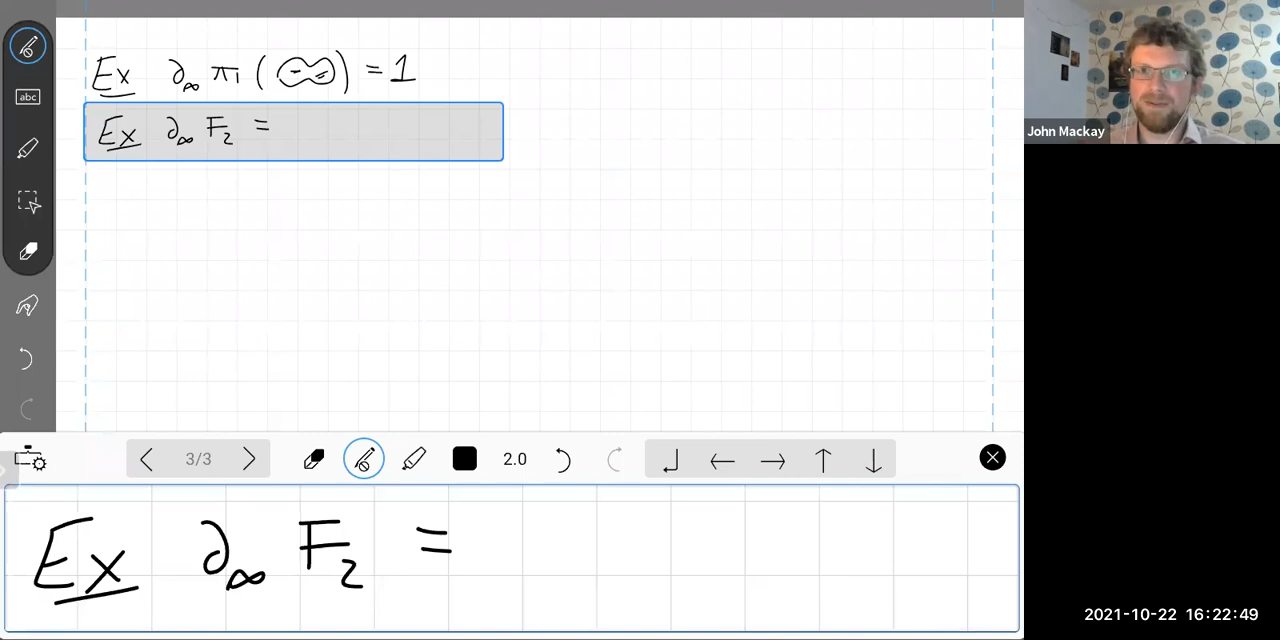 Ex ∂∞ π₁ ( ) = 1
Ex ∂∞ F₂ =
John Mackay
abc
3/3
2.0
Ex ∂∞ F₂ =
2021-10-22 16:22:49